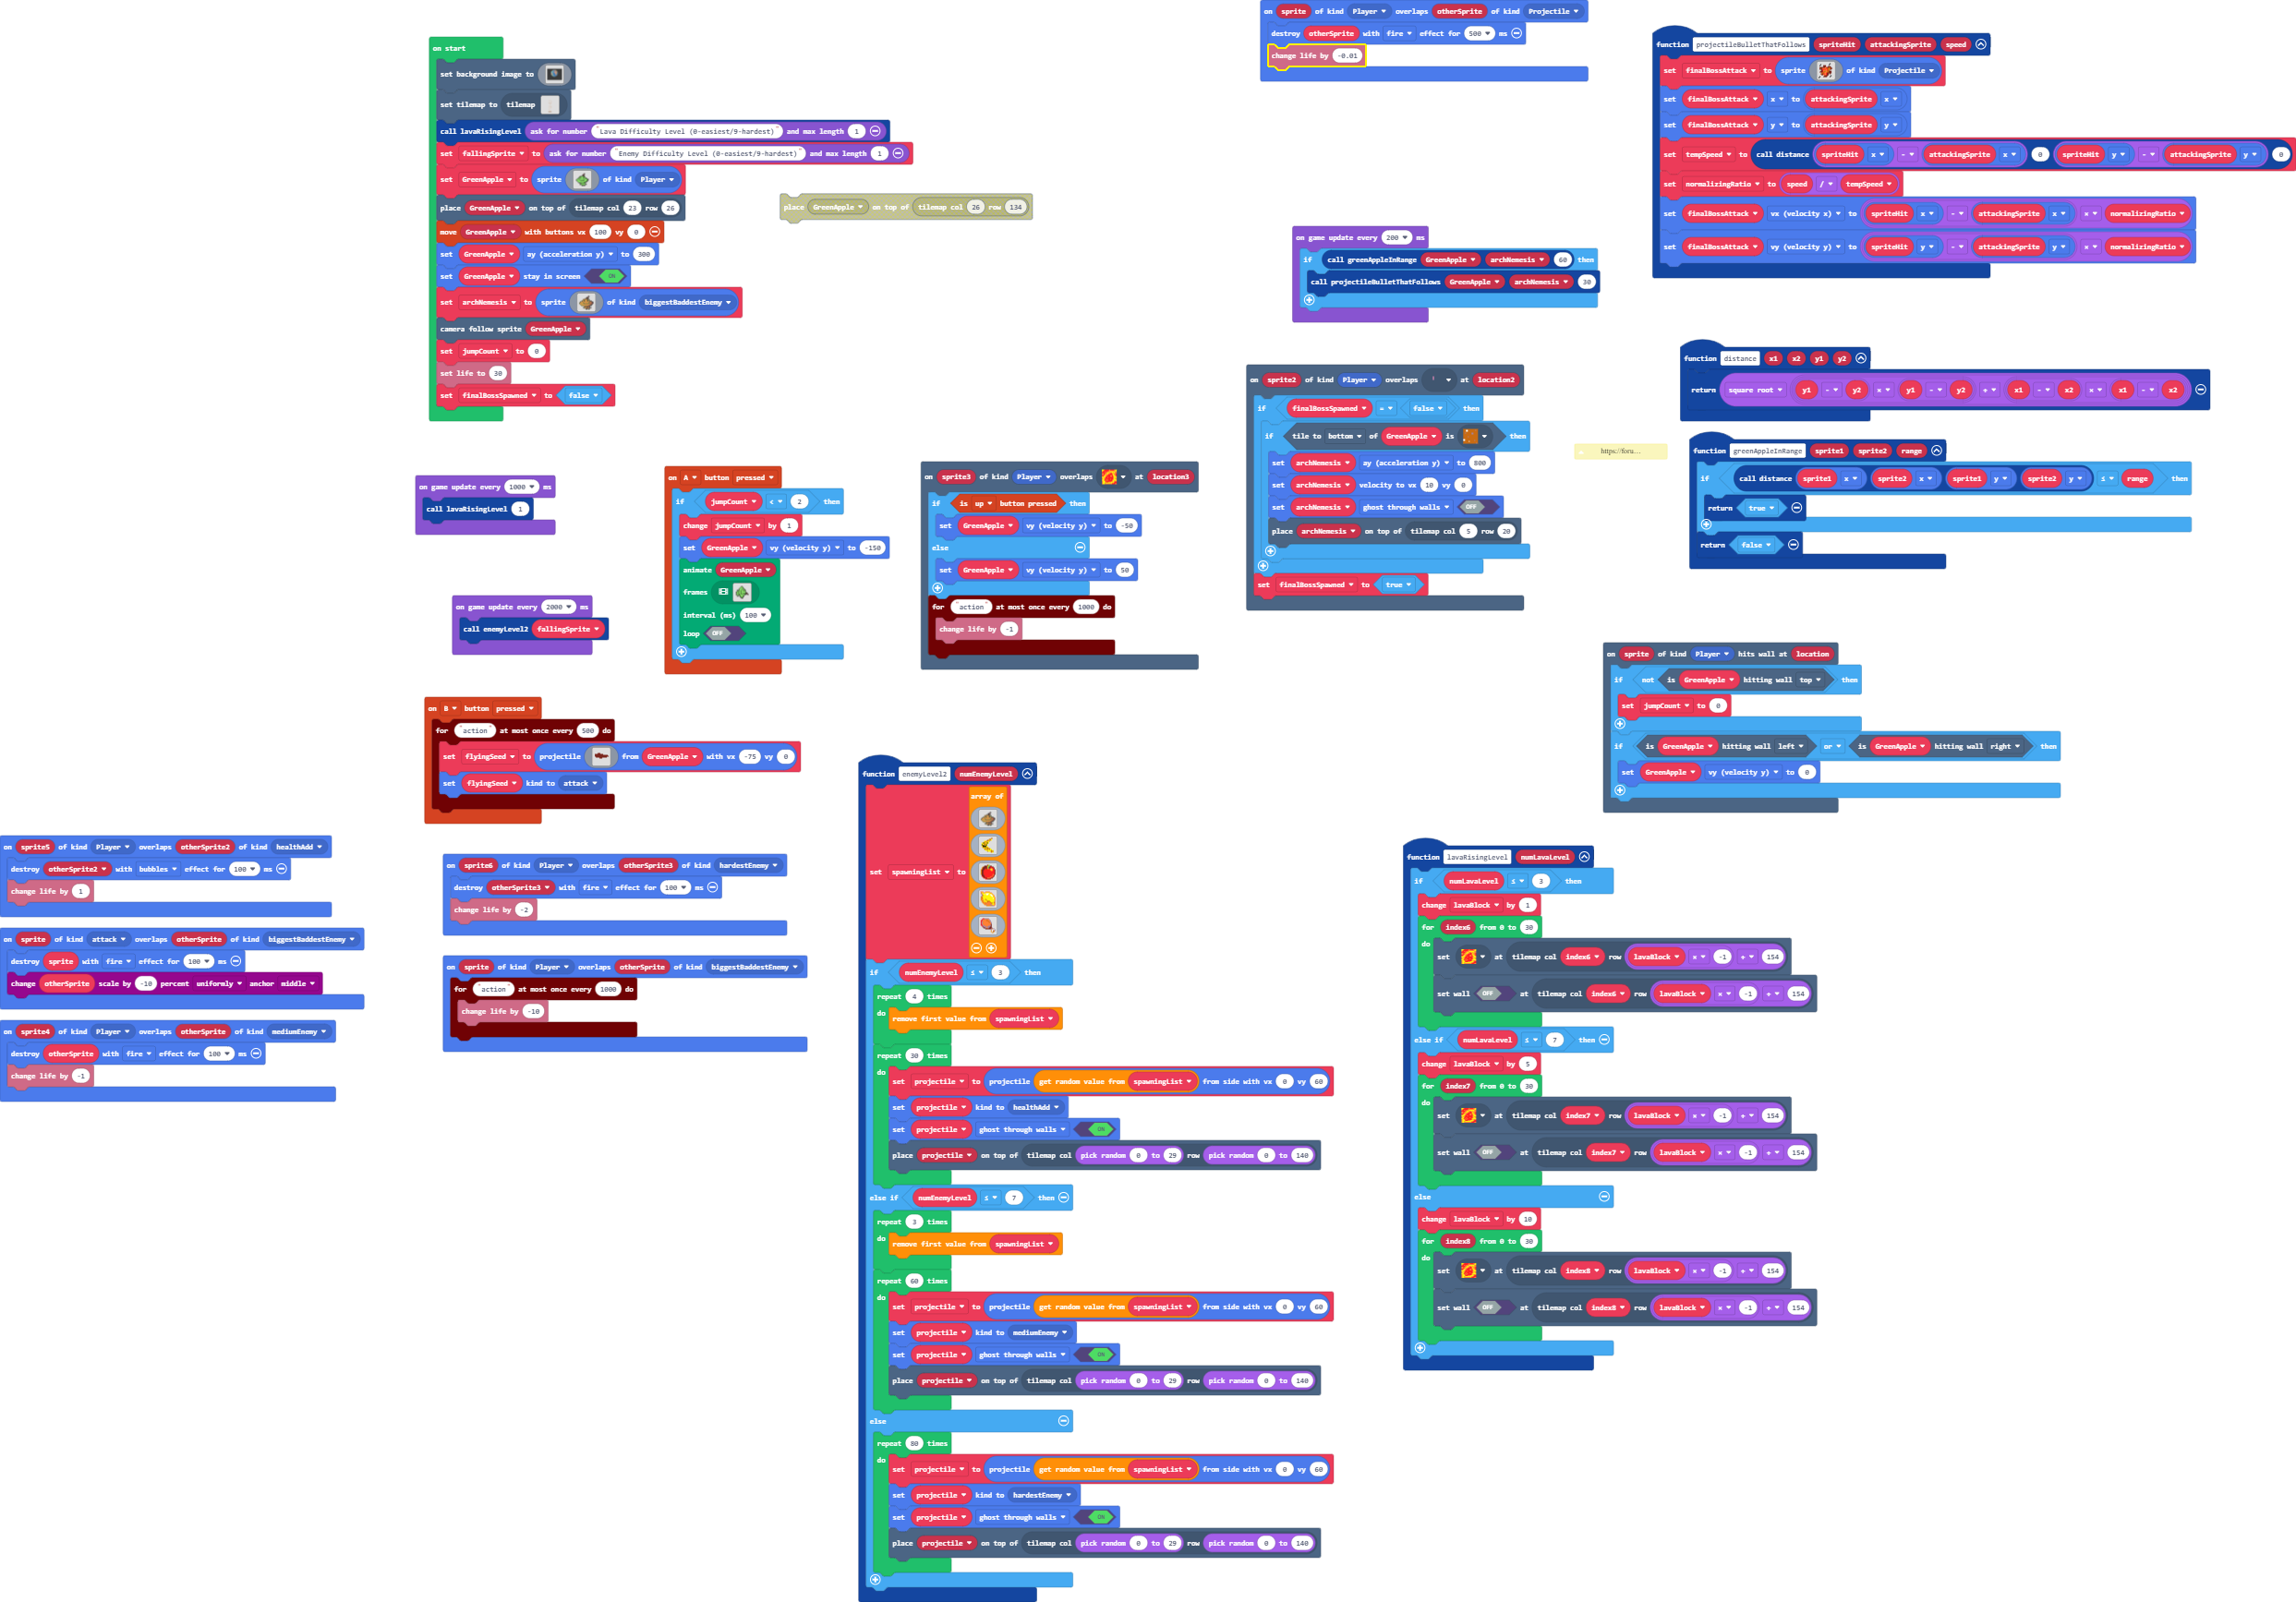 on start
set background image to
set tilemap to tilemap
call lavaRisingLevel ask for number "Lava Difficulty Level (0-easiest/9-hardest)" and max length 1
set fallingSprite to ask for number "Enemy Difficulty Level (0-easiest/9-hardest)" and max length 1
set GreenApple to sprite of kind Player
place GreenApple on top of tilemap col 23 row 26
move GreenApple with buttons vx 100 vy 0
set GreenApple ay (acceleration y) to 300
set GreenApple stay in screen ON
set archNemesis to sprite of kind biggestBaddestEnemy
camera follow sprite GreenApple
set jumpCount to 0
set life to 30
set finalBossSpawned to false
place GreenApple on top of tilemap col 26 row 134
on sprite of kind Player overlaps otherSprite of kind Projectile
destroy otherSprite with fire effect for 500 ms
change life by -0.01
function projectileBulletThatFollows spriteHit attackingSprite speed
set finalBossAttack to sprite of kind Projectile
set finalBossAttack x to attackingSprite x
set finalBossAttack y to attackingSprite y
set tempSpeed to call distance spriteHit x - attackingSprite x 0 spriteHit y - attackingSprite y 0
set normalizingRatio to speed / tempSpeed
set finalBossAttack vx (velocity x) to spriteHit x - attackingSprite x × normalizingRatio
set finalBossAttack vy (velocity y) to spriteHit y - attackingSprite y × normalizingRatio
on game update every 200 ms
if call greenAppleInRange GreenApple archNemesis 60 then
call projectileBulletThatFollows GreenApple archNemesis 30
function distance x1 x2 y1 y2
return square root y1 - y2 × y1 - y2 + x1 - x2 × x1 - x2
on sprite2 of kind Player overlaps at location2
if finalBossSpawned = false then
if tile to bottom of GreenApple is then
set archNemesis ay (acceleration y) to 800
set archNemesis velocity to vx 10 vy 0
set archNemesis ghost through walls OFF
place archNemesis on top of tilemap col 5 row 20
set finalBossSpawned to true
https://foru...
function greenAppleInRange sprite1 sprite2 range
if call distance sprite1 x sprite2 x sprite1 y sprite2 y ≤ range then
return true
return false
on game update every 1000 ms
call lavaRisingLevel 1
on game update every 2000 ms
call enemyLevel2 fallingSprite
on A button pressed
if jumpCount < 2 then
change jumpCount by 1
set GreenApple vy (velocity y) to -150
animate GreenApple
frames
interval (ms) 100
loop OFF
on sprite3 of kind Player overlaps at location3
if is up button pressed then
set GreenApple vy (velocity y) to -50
else
set GreenApple vy (velocity y) to 50
for "action" at most once every 1000 do
change life by -1
on sprite of kind Player hits wall at location
if not is GreenApple hitting wall top then
set jumpCount to 0
if is GreenApple hitting wall left or is GreenApple hitting wall right then
set GreenApple vy (velocity y) to 0
on B button pressed
for "action" at most once every 500 do
set flyingSeed to projectile from GreenApple with vx -75 vy 0
set flyingSeed kind to attack
on sprite5 of kind Player overlaps otherSprite2 of kind healthAdd
destroy otherSprite2 with bubbles effect for 100 ms
change life by 1
on sprite of kind attack overlaps otherSprite of kind biggestBaddestEnemy
destroy sprite with fire effect for 100 ms
change otherSprite scale by -10 percent uniformly anchor middle
on sprite4 of kind Player overlaps otherSprite of kind mediumEnemy
destroy otherSprite with fire effect for 100 ms
change life by -1
on sprite6 of kind Player overlaps otherSprite3 of kind hardestEnemy
destroy otherSprite3 with fire effect for 100 ms
change life by -2
on sprite of kind Player overlaps otherSprite of kind biggestBaddestEnemy
for "action" at most once every 1000 do
change life by -10
function enemyLevel2 numEnemyLevel
set spawningList to array of
if numEnemyLevel ≤ 3 then
repeat 4 times
do remove first value from spawningList
repeat 30 times
do set projectile to projectile get random value from spawningList from side with vx 0 vy 60
set projectile kind to healthAdd
set projectile ghost through walls ON
place projectile on top of tilemap col pick random 0 to 29 row pick random 0 to 140
else if numEnemyLevel ≤ 7 then
repeat 3 times
do remove first value from spawningList
repeat 60 times
do set projectile to projectile get random value from spawningList from side with vx 0 vy 60
set projectile kind to mediumEnemy
set projectile ghost through walls ON
place projectile on top of tilemap col pick random 0 to 29 row pick random 0 to 140
else
repeat 80 times
do set projectile to projectile get random value from spawningList from side with vx 0 vy 60
set projectile kind to hardestEnemy
set projectile ghost through walls ON
place projectile on top of tilemap col pick random 0 to 29 row pick random 0 to 140
function lavaRisingLevel numLavaLevel
if numLavaLevel ≤ 3 then
change lavaBlock by 1
for index6 from 0 to 30
do set at tilemap col index6 row lavaBlock × -1 + 154
set wall OFF at tilemap col index6 row lavaBlock × -1 + 154
else if numLavaLevel ≤ 7 then
change lavaBlock by 5
for index7 from 0 to 30
do set at tilemap col index7 row lavaBlock × -1 + 154
set wall OFF at tilemap col index7 row lavaBlock × -1 + 154
else
change lavaBlock by 10
for index8 from 0 to 30
do set at tilemap col index8 row lavaBlock × -1 + 154
set wall OFF at tilemap col index8 row lavaBlock × -1 + 154